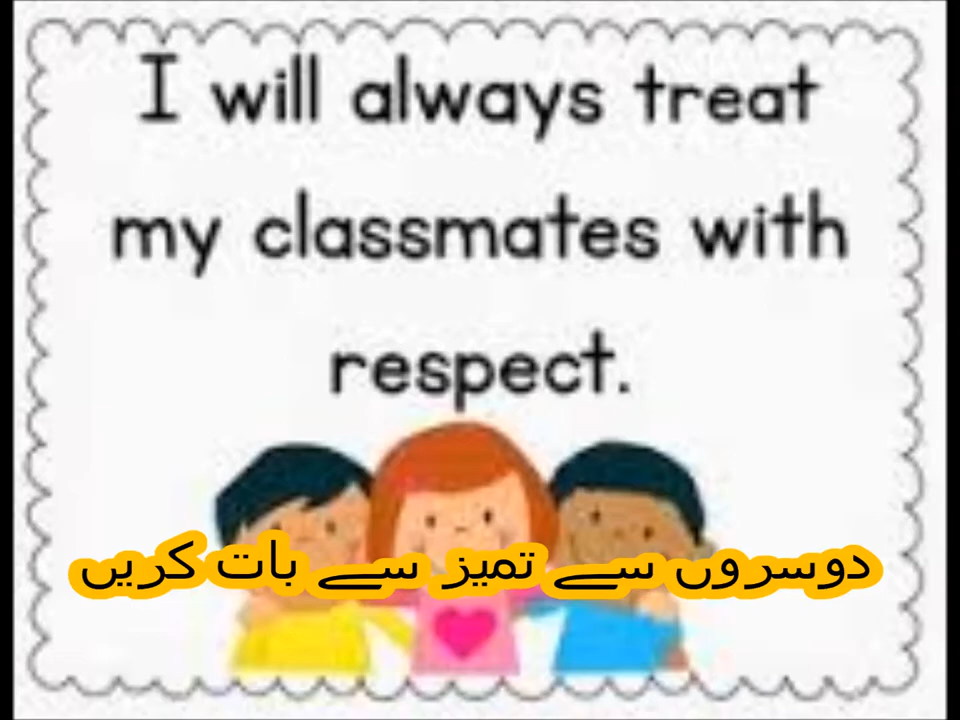 I will always treat
my classmates with
respect.
دوسروں سے تمیز سے بات کریں